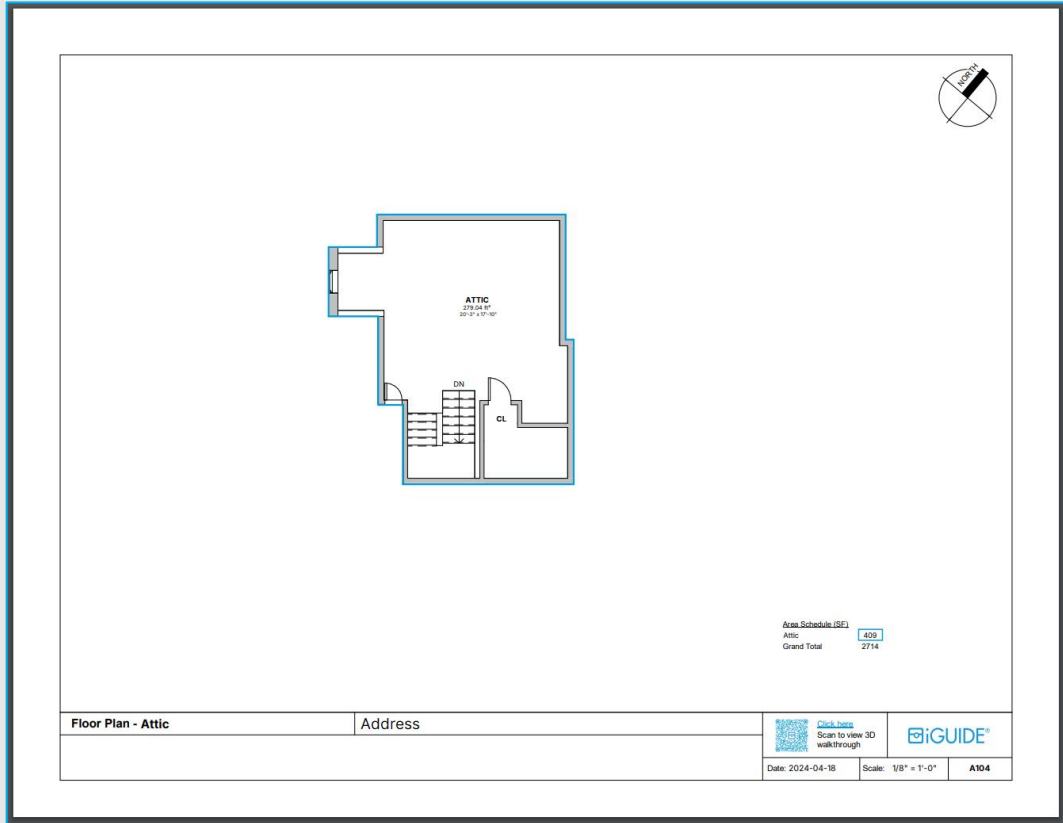 NORTH
ATTIC
279.04 ft²
20'-3" x 17'-10"
DN
CL
Area Schedule (SF)
Attic 409
Grand Total 2714
Floor Plan - Attic
Address
Click here
Scan to view 3D
walkthrough
iGUIDE®
Date: 2024-04-18
Scale: 1/8" = 1'-0"
A104